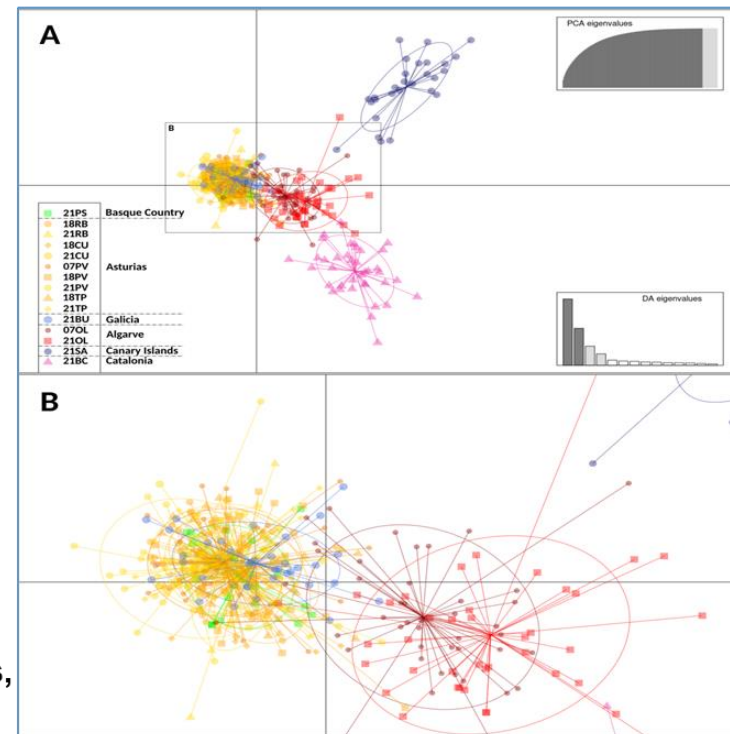 A
PCA eigenvalues
B
21PS Basque Country
18RB
21RB
18CU
21CU
07PV Asturias
18PV
21PV
18TP
21TP
21BU Galicia
07OL Algarve
21OL
21SA Canary Islands
21BC Catalonia
DA eigenvalues
B
s,